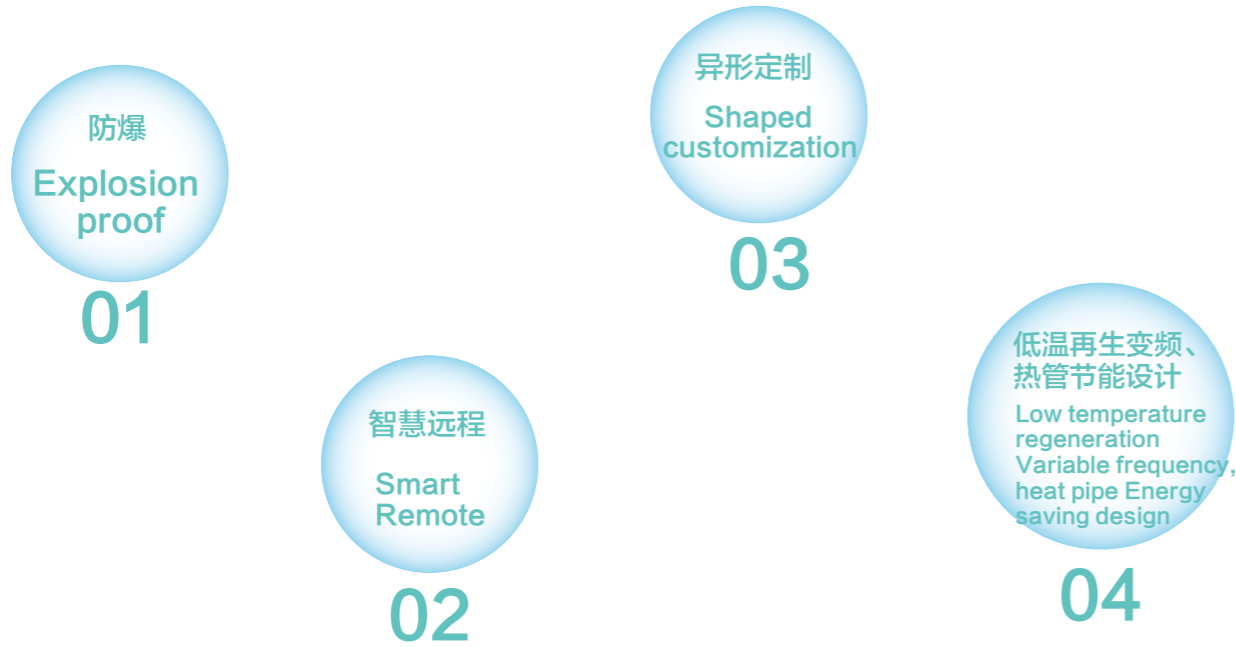 防爆
Explosion
proof
01
智慧远程
Smart
Remote
02
异形定制
Shaped
customization
03
低温再生变频、
热管节能设计
Low temperature
regeneration
Variable frequency,
heat pipe Energy
saving design
04